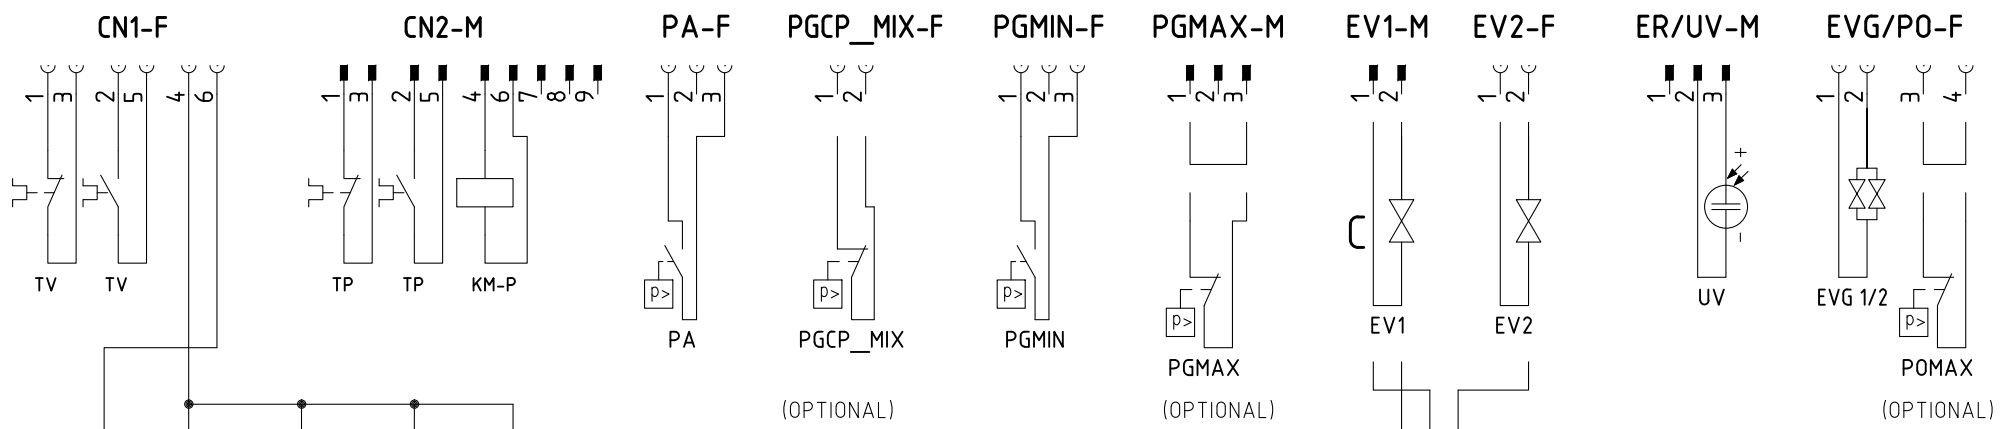 CN1-F CN2-M PA-F PGCP_MIX-F PGMIN-F PGMAX-M EV1-M EV2-F ER/UV-M EVG/PO-F
1 3 2 5 4 6 1 3 2 5 4 6 7 8 9 1 2 3 1 2 1 2 3 1 2 3 1 2 1 2 1 2 3 1 2 3 4
+
C
-
TV TV TP TP KM-P p> p> p> UV EVG 1/2 p>
p> EV1 EV2
PA PGCP_MIX PGMIN
PGMAX POMAX
(OPTIONAL) (OPTIONAL) (OPTIONAL)